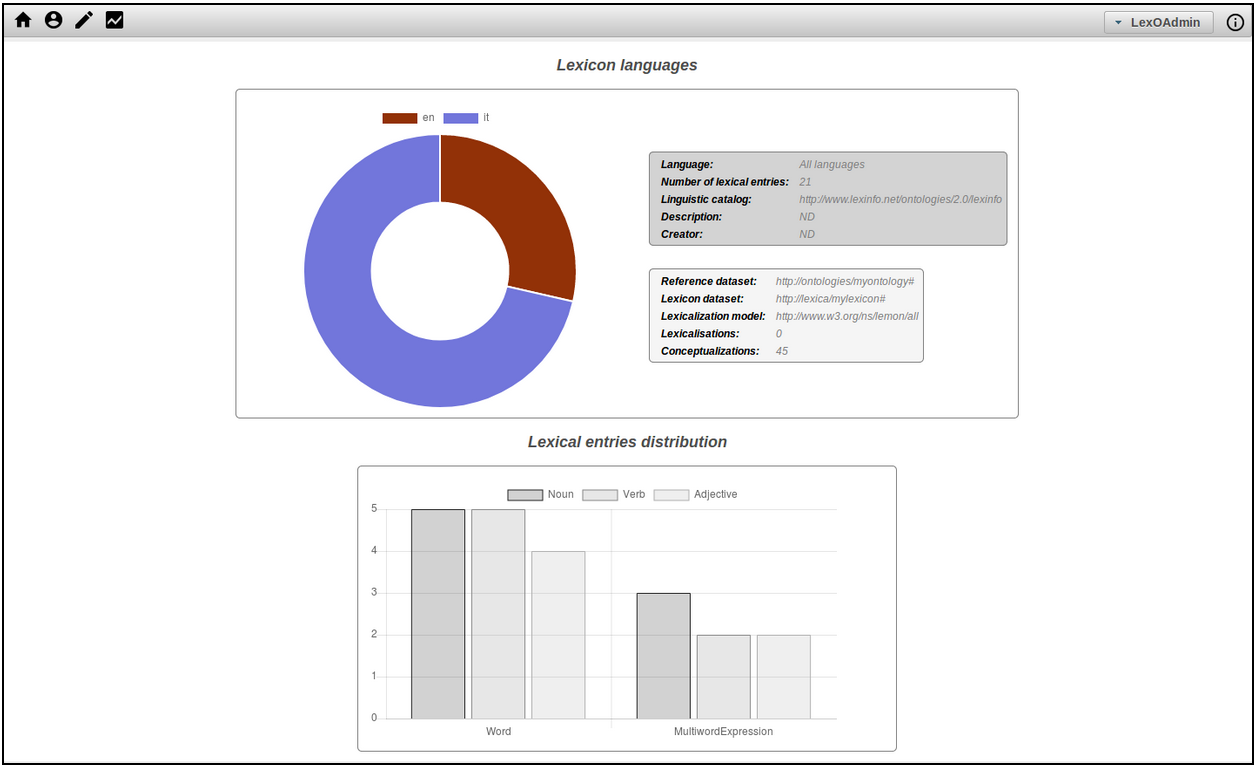 LexOAdmin
Lexicon languages
en it
Language: All languages
Number of lexical entries: 21
Linguistic catalog: http://www.lexinfo.net/ontologies/2.0/lexinfo
Description: ND
Creator: ND
Reference dataset: http://ontologies/myontology#
Lexicon dataset: http://lexica/mylexicon#
Lexicalization model: http://www.w3.org/ns/lemon/all
Lexicalisations: 0
Conceptualizations: 45
Lexical entries distribution
Noun Verb Adjective
5
4
3
2
1
0
Word MultiwordExpression